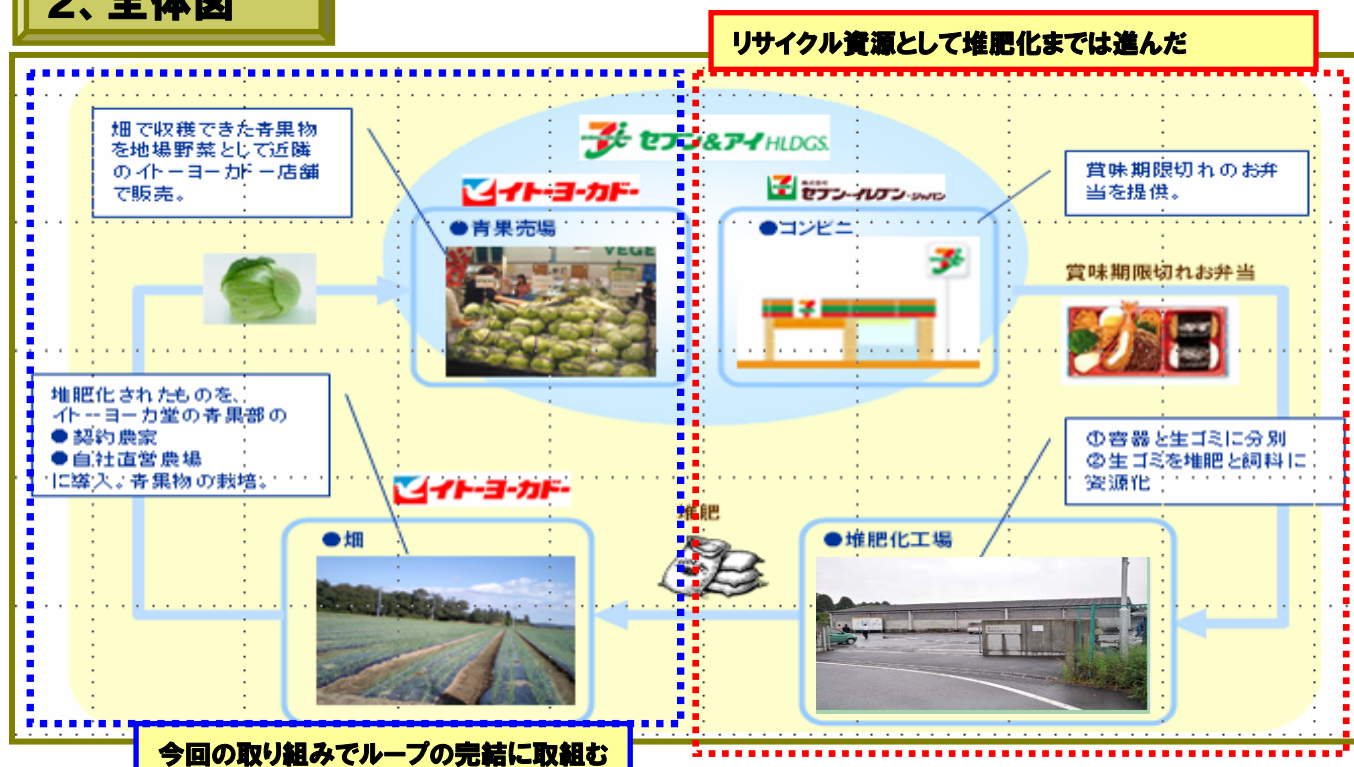 2、全体図
リサイクル資源として堆肥化までは進んだ
畑で収穫できた青果物
を地場野菜として近隣
のイトーヨーカドー店舗
で販売。
セブン&アイ HLDGS.
イトーヨーカドー
株式会社
セブン-イレブン・ジャパン
賞味期限切れのお弁
当を提供。
●青果売場
VEGE
●コンビニ
賞味期限切れお弁当
堆肥化されたものを、
イトーヨーカ堂の青果部の
●契約農家
●自社直営農場
に導入。青果物の栽培。
①容器と生ゴミに分別
②生ゴミを堆肥と飼料に
資源化
イトーヨーカドー
堆肥
●畑
●堆肥化工場
今回の取り組みでループの完結に取組む